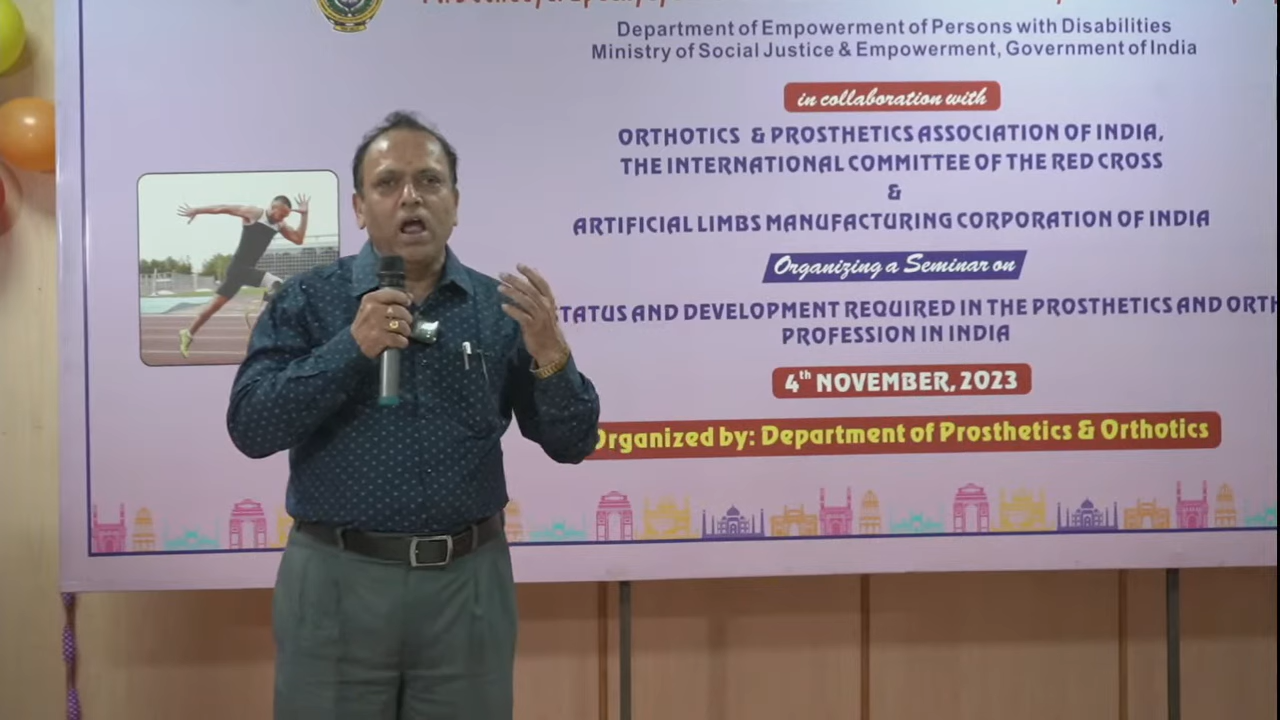 Department of Empowerment of Persons with Disabilities
Ministry of Social Justice & Empowerment, Government of India
in collaboration with
ORTHOTICS & PROSTHETICS ASSOCIATION OF INDIA,
THE INTERNATIONAL COMMITTEE OF THE RED CROSS
&
ARTIFICIAL LIMBS MANUFACTURING CORPORATION OF INDIA
Organizing a Seminar on
TATUS AND DEVELOPMENT REQUIRED IN THE PROSTHETICS AND ORTH
PROFESSION IN INDIA
4th NOVEMBER, 2023
Organized by: Department of Prosthetics & Orthotics